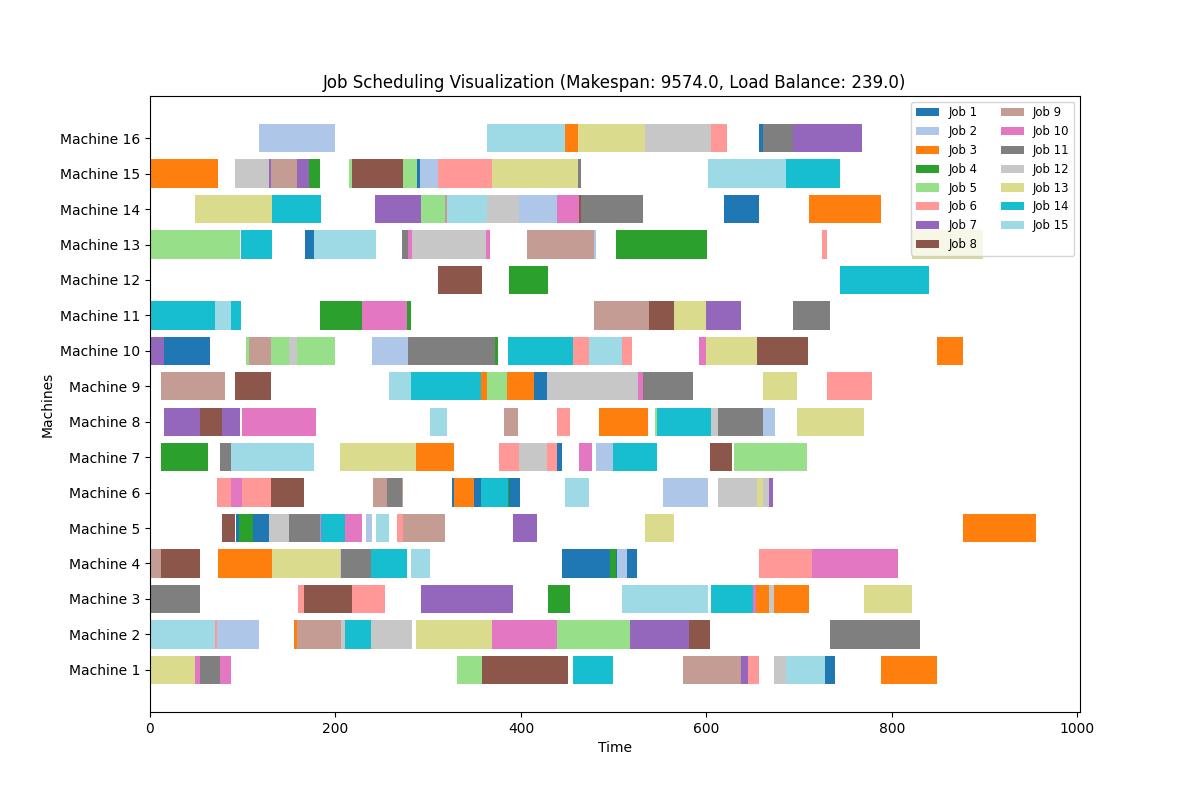 Job Scheduling Visualization (Makespan: 9574.0, Load Balance: 239.0)
Machine 16
Machine 15
Machine 14
Machine 13
Machine 12
Machine 11
Machine 10
Machine 9
Machine 8
Machine 7
Machine 6
Machine 5
Machine 4
Machine 3
Machine 2
Machine 1
Machines
Job 1
Job 2
Job 3
Job 4
Job 5
Job 6
Job 7
Job 8
Job 9
Job 10
Job 11
Job 12
Job 13
Job 14
Job 15
0
200
400
600
800
1000
Time